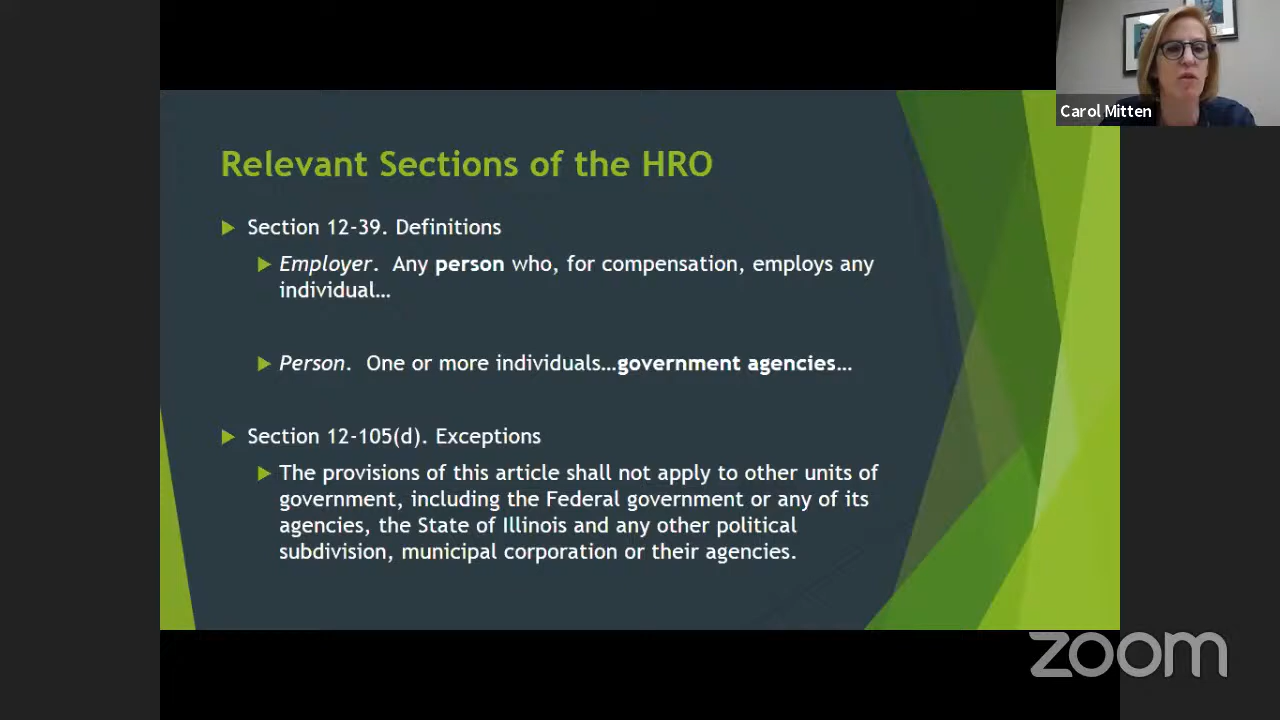 Carol Mitten
Relevant Sections of the HRO
Section 12-39. Definitions
Employer. Any person who, for compensation, employs any
individual…
Person. One or more individuals…government agencies…
Section 12-105(d). Exceptions
The provisions of this article shall not apply to other units of
government, including the Federal government or any of its
agencies, the State of Illinois and any other political
subdivision, municipal corporation or their agencies.
zoom